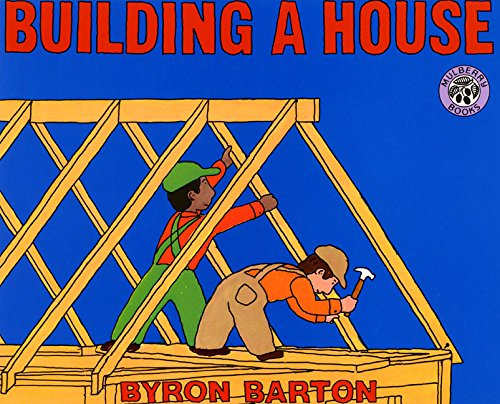 BUILDING A HOUSE
MULBERRY
BOOKS
BYRON BARTON